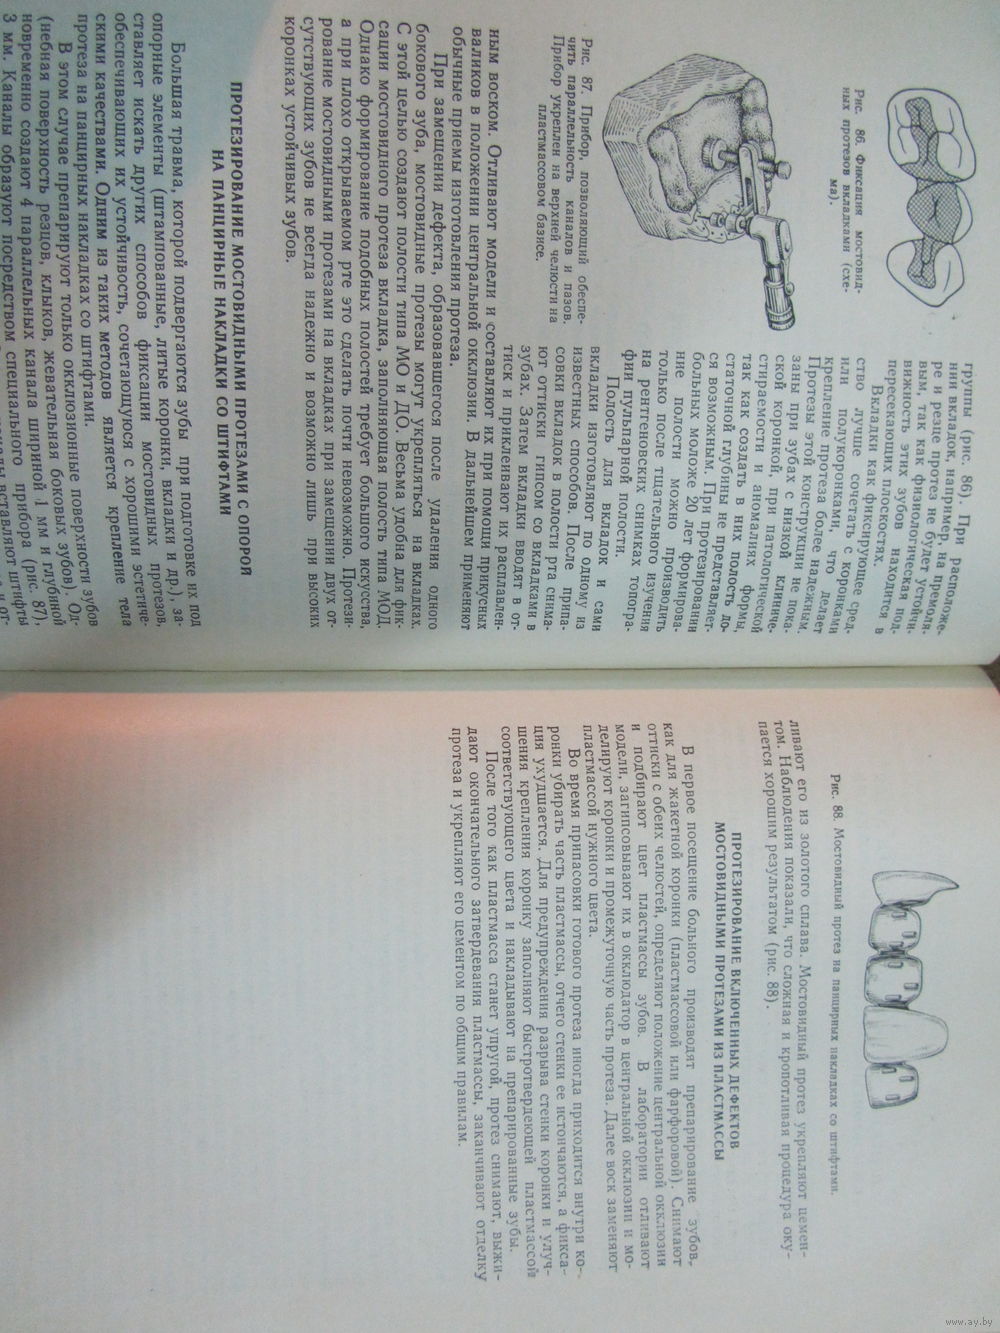 Рис. 86. Фиксация мостовид-
ных протезов вкладками (схе-
ма).
группы (рис. 86). При расположе-
нии вкладок, например, на премоля-
ре и резце протез не будет устойчи-
вым, так как физиологическая под-
вижность этих зубов находится в
пересекающих плоскостях.
Вкладки как фиксирующее сред-
ство лучше сочетать с коронками
или полукоронками, что делает
крепление протеза более надежным.
Протезы этой конструкции не пока-
заны при зубах с низкой клиниче-
ской коронкой, при патологической
стираемости и аномалиях формы,
так как создать в них полость до-
статочной глубины не представляет-
ся возможным. При протезировании
больных моложе 20 лет формирова-
ние полости можно производить
только после тщательного изучения
на рентгеновских снимках топогра-
фии пульпарной полости.
Полость для вкладок и сами
вкладки изготовляют по одному из
известных способов. После припа-
совки вкладок в полости рта снима-
ют оттиски гипсом со вкладками в
зубах. Затем вкладки вводят в от-
тиск и приклеивают их расплавлен-
Рис. 87. Прибор, позволяющий обеспе-
чить параллельность каналов и пазов.
Прибор укреплен на верхней челюсти на
пластмассовом базисе.
ным воском. Отливают модели и составляют их при помощи прикусных
валиков в положении центральной окклюзии. В дальнейшем применяют
обычные приемы изготовления протеза.
При замещении дефекта, образовавшегося после удаления одного
бокового зуба, мостовидные протезы могут укрепляться на вкладках.
С этой целью создают полости типа МО и ДО. Весьма удобна для фик-
сации мостовидного протеза вкладка, заполняющая полость типа МОД.
Однако формирование подобных полостей требует большого искусства,
а при плохо открываемом рте это сделать почти невозможно. Протези-
рование мостовидными протезами на вкладках при замещении двух от-
сутствующих зубов не всегда надежно и возможно лишь при высоких
коронках устойчивых зубов.
ПРОТЕЗИРОВАНИЕ МОСТОВИДНЫМИ ПРОТЕЗАМИ С ОПОРОЙ
НА ПАНЦИРНЫЕ НАКЛАДКИ СО ШТИФТАМИ
Большая травма, которой подвергаются зубы при подготовке их под
опорные элементы (штампованные, литые коронки, вкладки и др.), за-
ставляет искать других способов фиксации мостовидных протезов,
обеспечивающих их устойчивость, сочетающуюся с хорошими эстетиче-
скими качествами. Одним из таких методов является крепление тела
протеза на панцирных накладках со штифтами.
В этом случае препарируют только окклюзионные поверхности зубов
(небная поверхность резцов, клыков, жевательная боковых зубов). Од-
новременно создают 4 параллельных канала шириной 1 мм и глубиной
3 мм. Каналы образуют посредством специального прибора (рис. 87),
вставляют штифты
Рис. 88. Мостовидный протез на панцирных накладках со штифтами.
ливают его из золотого сплава. Мостовидный протез укрепляют цемен-
том. Наблюдения показали, что сложная и кропотливая процедура оку-
пается хорошим результатом (рис. 88).
ПРОТЕЗИРОВАНИЕ ВКЛЮЧЕННЫХ ДЕФЕКТОВ
МОСТОВИДНЫМИ ПРОТЕЗАМИ ИЗ ПЛАСТМАССЫ
В первое посещение больного производят препарирование зубов,
как для жакетной коронки (пластмассовой или фарфоровой). Снимают
оттиски с обеих челюстей, определяют положение центральной окклюзии
и подбирают цвет пластмассы зубов. В лаборатории отливают
модели, загипсовывают их в окклюдатор в центральной окклюзии и мо-
делируют коронки и промежуточную часть протеза. Далее воск заменяют
пластмассой нужного цвета.
Во время припасовки готового протеза иногда приходится внутри ко-
ронки убирать часть пластмассы, отчего стенки ее истончаются, а фикса-
ция ухудшается. Для предупреждения разрыва стенки коронки и улуч-
шения крепления коронку заполняют быстротвердеющей пластмассой
соответствующего цвета и накладывают на препарированные зубы.
После того как пластмасса станет упругой, протез снимают, выжи-
дают окончательного затвердевания пластмассы, заканчивают отделку
протеза и укрепляют его цементом по общим правилам.
www.ay.by